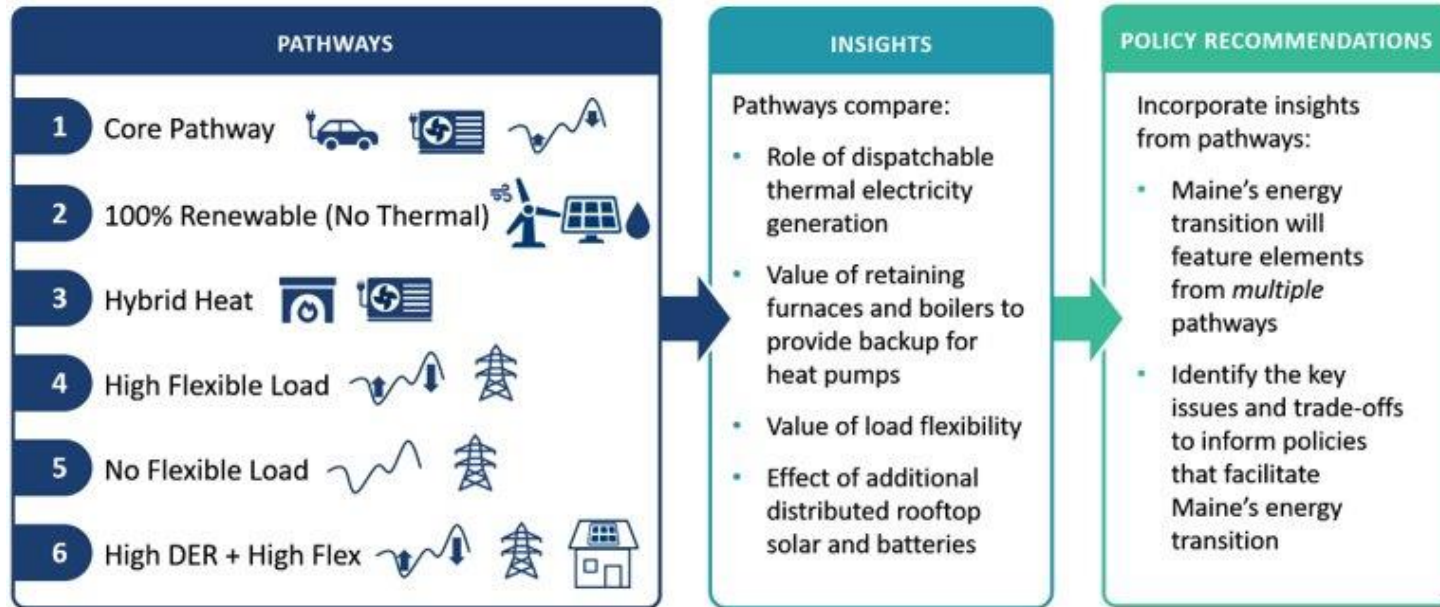 PATHWAYS
1 Core Pathway
2 100% Renewable (No Thermal)
3 Hybrid Heat
4 High Flexible Load
5 No Flexible Load
6 High DER + High Flex
INSIGHTS
Pathways compare:
• Role of dispatchable
thermal electricity
generation
• Value of retaining
furnaces and boilers to
provide backup for
heat pumps
• Value of load flexibility
• Effect of additional
distributed rooftop
solar and batteries
POLICY RECOMMENDATIONS
Incorporate insights
from pathways:
• Maine’s energy
transition will
feature elements
from multiple
pathways
• Identify the key
issues and trade-offs
to inform policies
that facilitate
Maine’s energy
transition